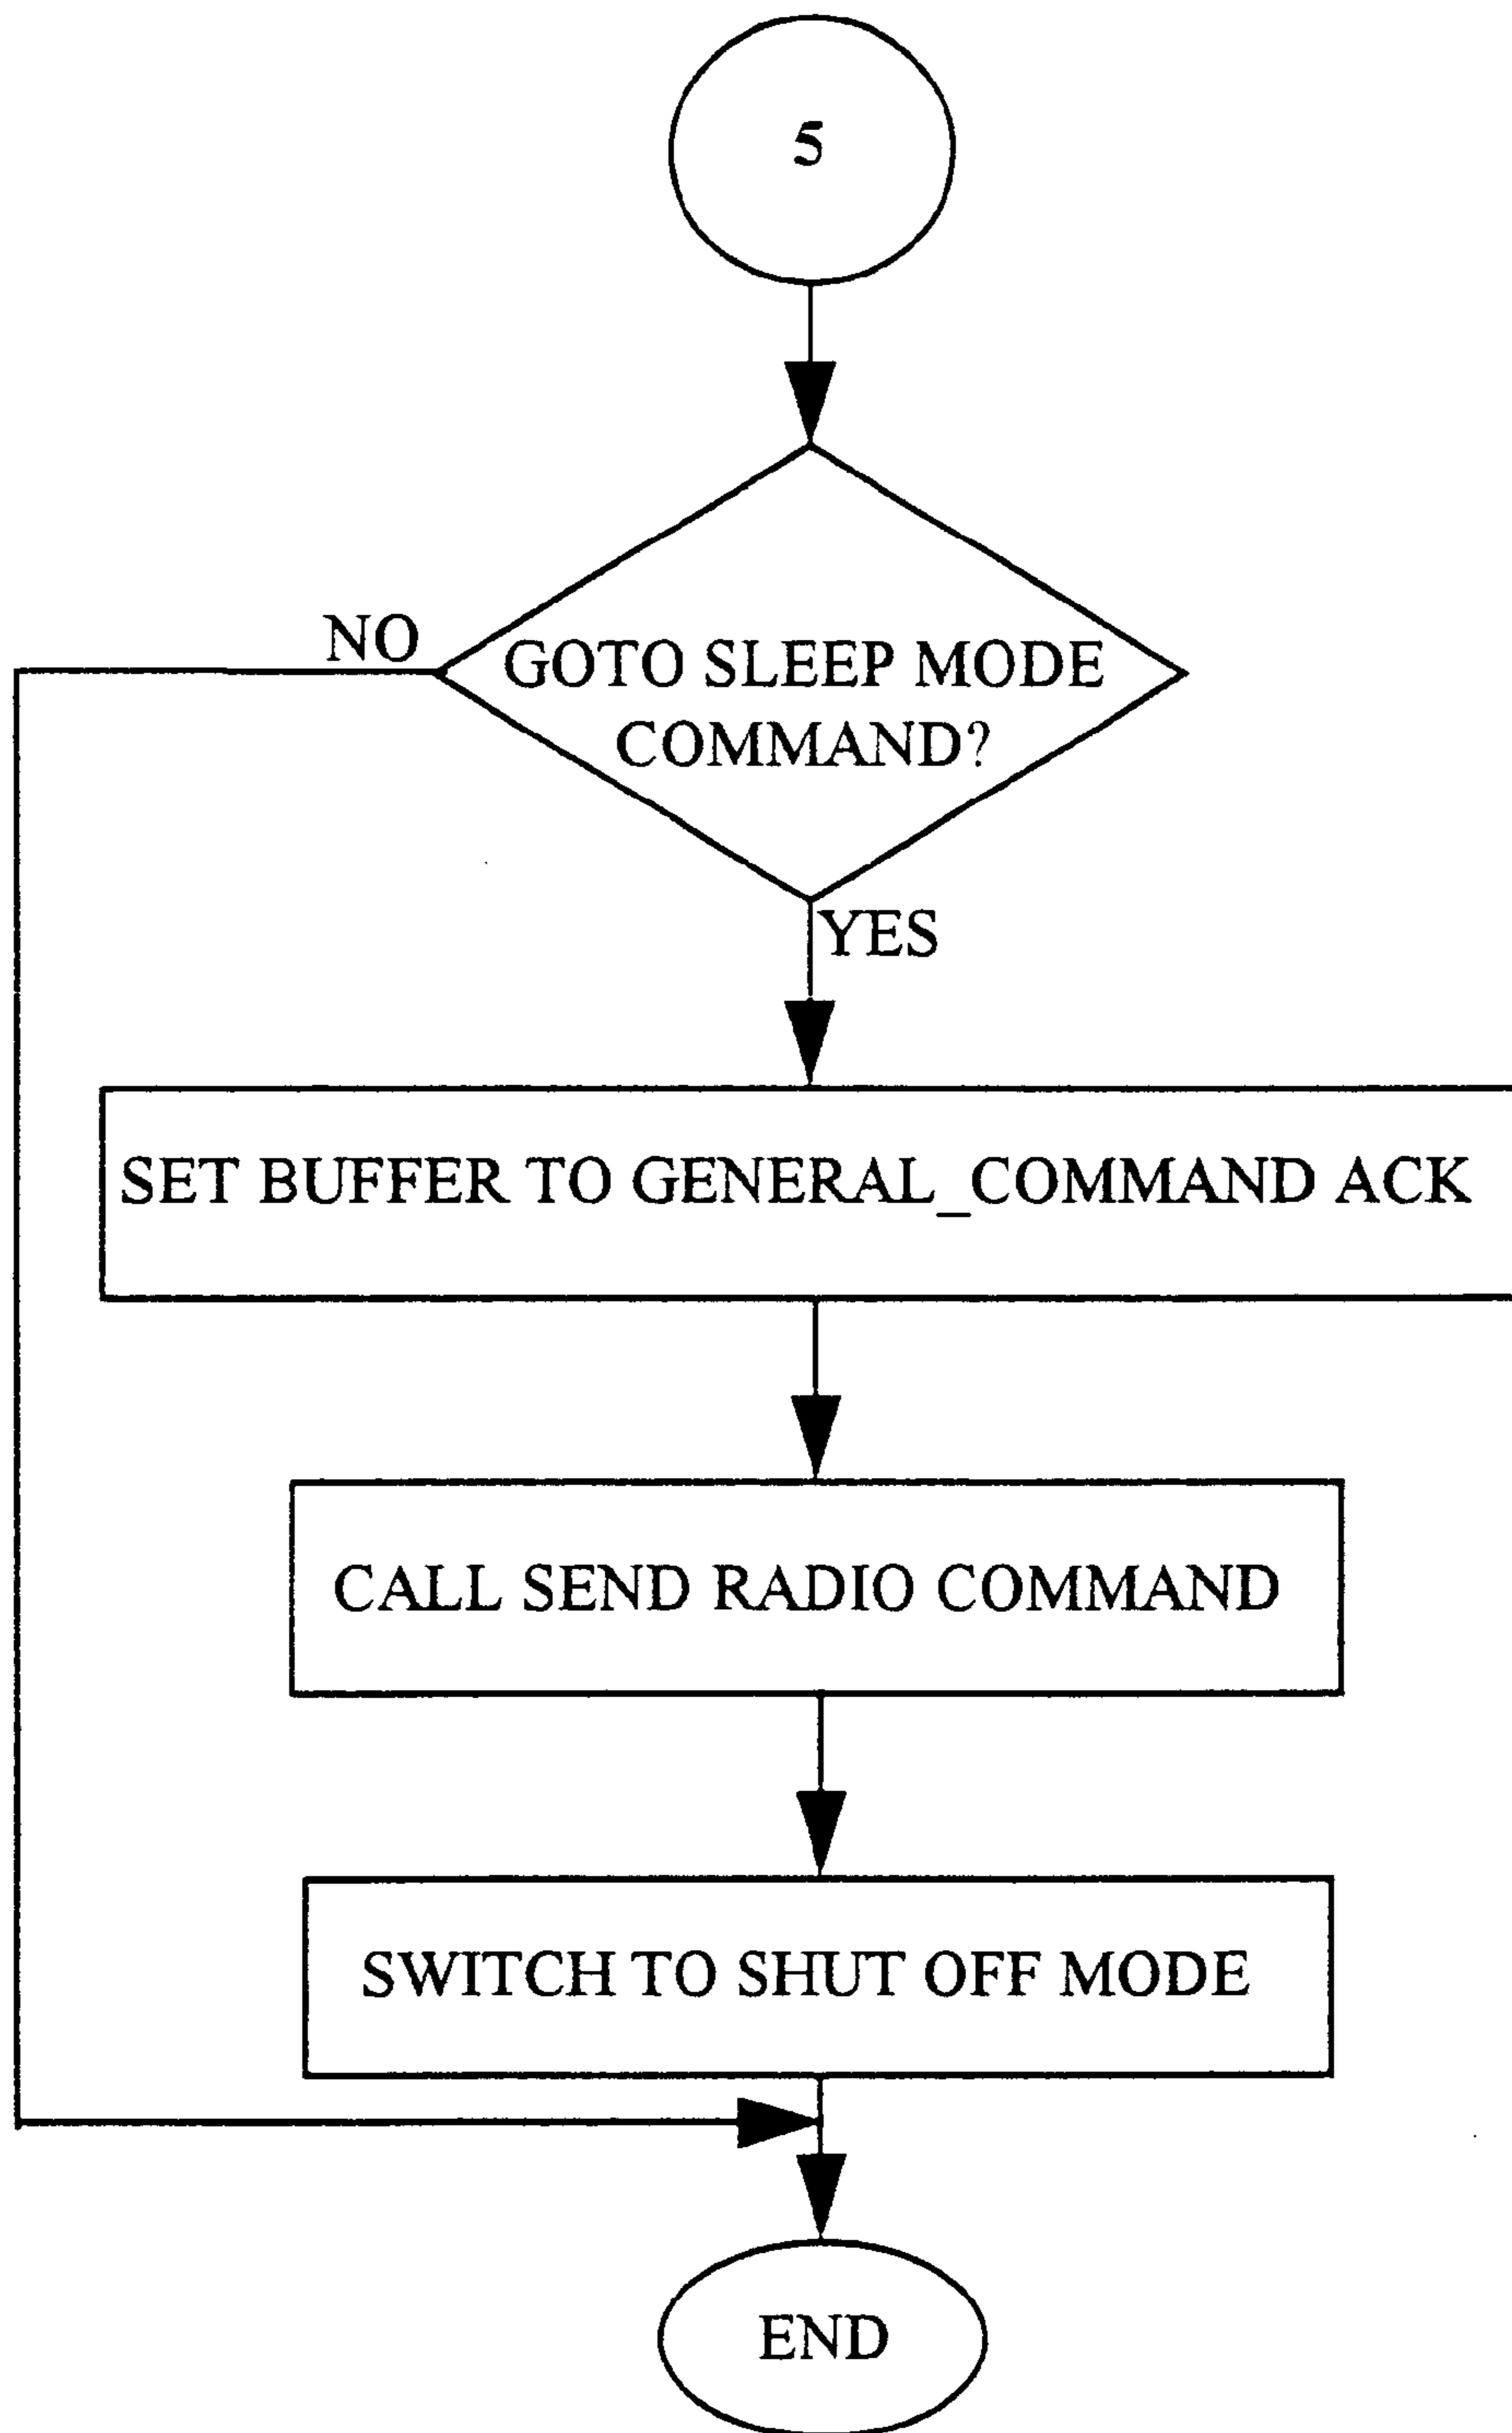 5
NO
GOTO SLEEP MODE
COMMAND?
YES
SET BUFFER TO GENERAL_COMMAND ACK
CALL SEND RADIO COMMAND
SWITCH TO SHUT OFF MODE
END